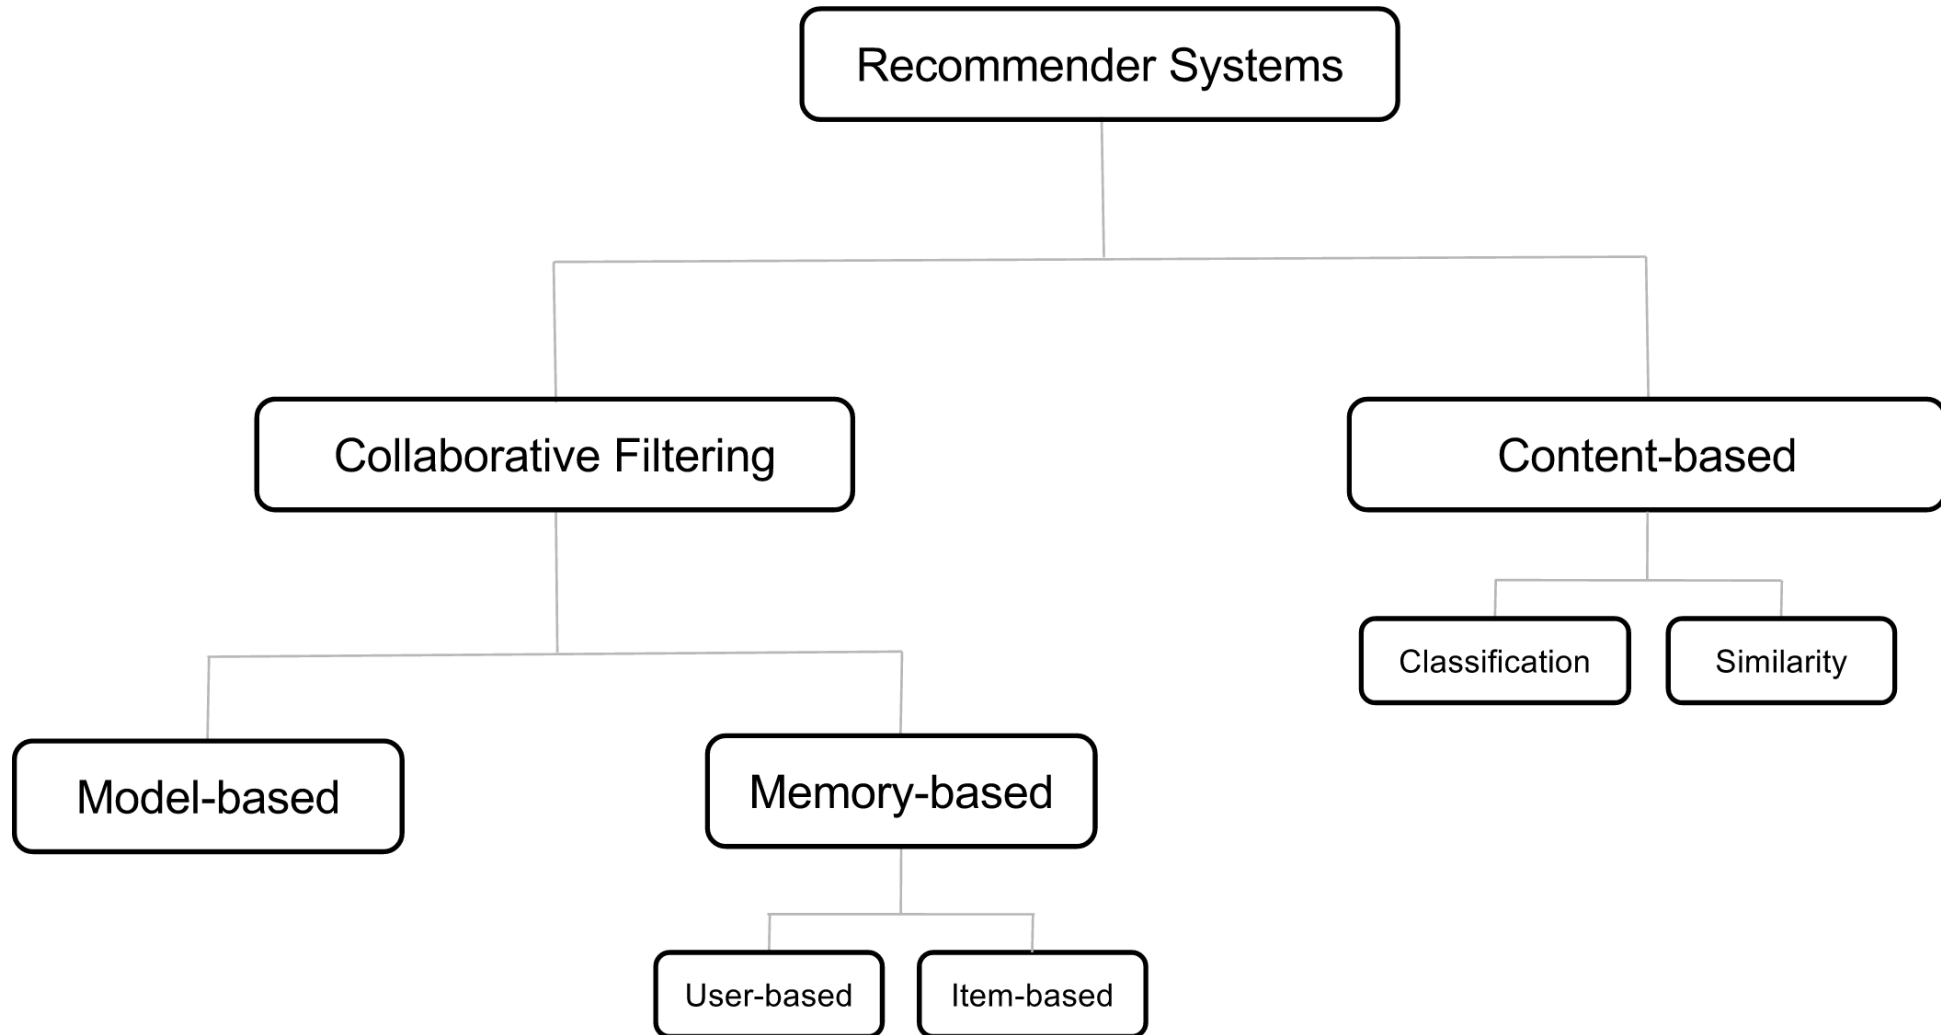 Recommender Systems
Collaborative Filtering
Content-based
Classification
Similarity
Model-based
Memory-based
User-based
Item-based